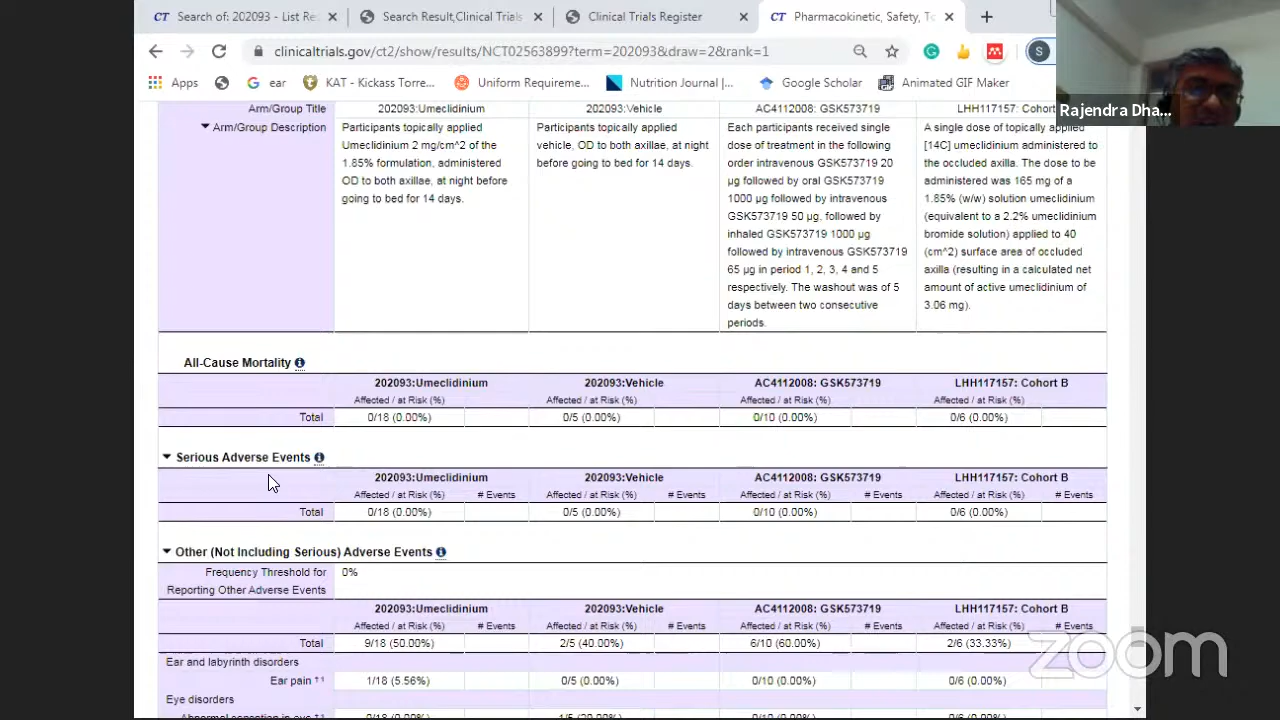 CT Search of: 202093 - List Re
Search Result,Clinical Trials
Clinical Trials Register
CT Pharmacokinetic, Safety, To
clinicaltrials.gov/ct2/show/results/NCT02563899?term=202093&draw=2&rank=1
S
Apps
G ear
KAT - Kickass Torre...
Uniform Requireme...
Nutrition Journal |...
Google Scholar
Animated GIF Maker
Rajendra Dha...
Arm/Group Title 202093:Umeclidinium 202093:Vehicle AC4112008: GSK573719 LHH117157: Cohort
Arm/Group Description
Participants topically applied
Umeclidinium 2 mg/cm^2 of the
1.85% formulation, administered
OD to both axillae, at night before
going to bed for 14 days.
Participants topically applied
vehicle, OD to both axillae, at night
before going to bed for 14 days.
Each participants received single
dose of treatment in the following
order intravenous GSK573719 20
µg followed by oral GSK573719
1000 µg followed by intravenous
GSK573719 50 µg, followed by
inhaled GSK573719 1000 µg
followed by intravenous GSK573719
65 µg in period 1, 2, 3, 4 and 5
respectively. The washout was of 5
days between two consecutive
periods.
A single dose of topically applied
[14C] umeclidinium administered to
the occluded axilla. The dose to be
administered was 165 mg of a
1.85% (w/w) solution umeclidinium
(equivalent to a 2.2% umeclidinium
bromide solution) applied to 40
(cm^2) surface area of occluded
axilla (resulting in a calculated net
amount of active umeclidinium of
3.06 mg).
All-Cause Mortality
202093:Umeclidinium 202093:Vehicle AC4112008: GSK573719 LHH117157: Cohort B
Affected / at Risk (%) Affected / at Risk (%) Affected / at Risk (%) Affected / at Risk (%)
Total 0/18 (0.00%) 0/5 (0.00%) 0/10 (0.00%) 0/6 (0.00%)
Serious Adverse Events
202093:Umeclidinium 202093:Vehicle AC4112008: GSK573719 LHH117157: Cohort B
Affected / at Risk (%) # Events Affected / at Risk (%) # Events Affected / at Risk (%) # Events Affected / at Risk (%) # Events
Total 0/18 (0.00%) 0/5 (0.00%) 0/10 (0.00%) 0/6 (0.00%)
Other (Not Including Serious) Adverse Events
Frequency Threshold for 0%
Reporting Other Adverse Events
202093:Umeclidinium 202093:Vehicle AC4112008: GSK573719 LHH117157: Cohort B
Affected / at Risk (%) # Events Affected / at Risk (%) # Events Affected / at Risk (%) # Events Affected / at Risk (%) # Events
Total 9/18 (50.00%) 2/5 (40.00%) 6/10 (60.00%) 2/6 (33.33%)
Ear and labyrinth disorders
Ear pain †1 1/18 (5.56%) 0/5 (0.00%) 0/10 (0.00%) 0/6 (0.00%)
Eye disorders
zoom